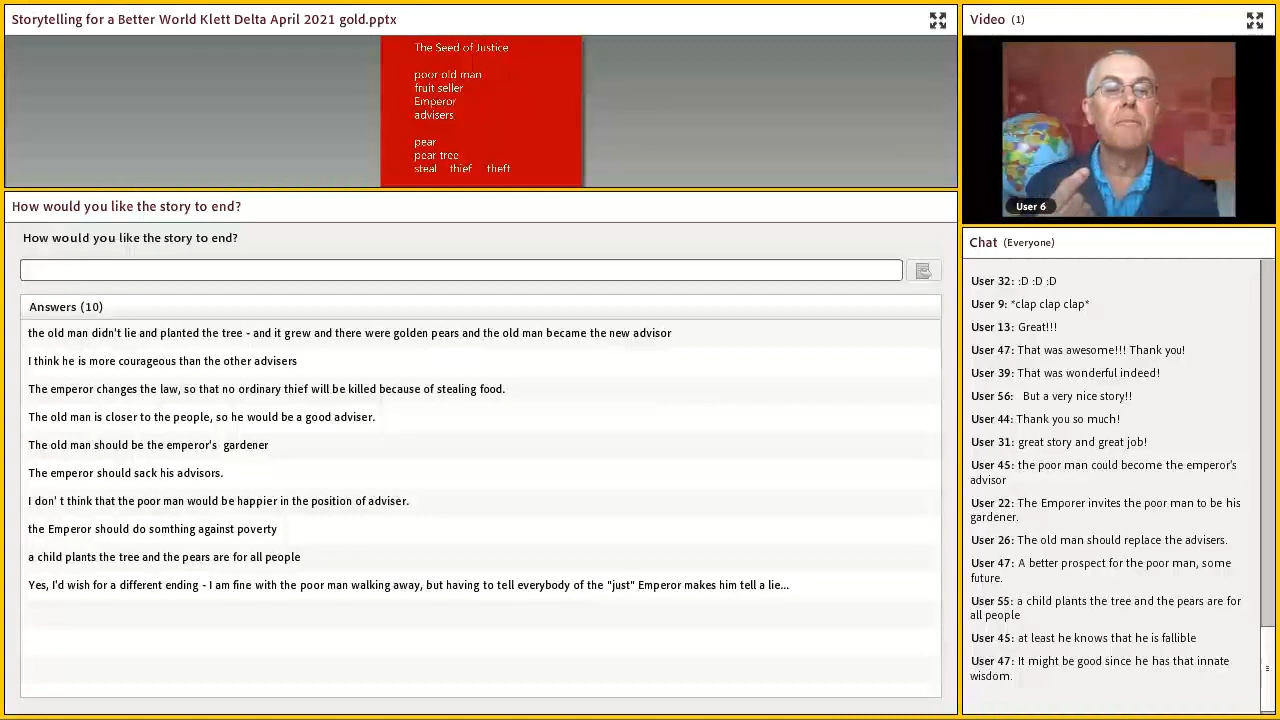 Storytelling for a Better World Klett Delta April 2021 gold.pptx
The Seed of Justice
poor old man
fruit seller
Emperor
advisers
pear
pear tree
steal thief theft
How would you like the story to end?
How would you like the story to end?
Answers (10)
the old man didn't lie and planted the tree - and it grew and there were golden pears and the old man became the new advisor
I think he is more courageous than the other advisers
The emperor changes the law, so that no ordinary thief will be killed because of stealing food.
The old man is closer to the people, so he would be a good adviser.
The old man should be the emperor's gardener
The emperor should sack his advisors.
I don' t think that the poor man would be happier in the position of adviser.
the Emperor should do somthing against poverty
a child plants the tree and the pears are for all people
Yes, I'd wish for a different ending - I am fine with the poor man walking away, but having to tell everybody of the "just" Emperor makes him tell a lie...
Video (1)
User 6
Chat (Everyone)
User 32: :D :D :D
User 9: *clap clap clap*
User 13: Great!!!
User 47: That was awesome!!! Thank you!
User 39: That was wonderful indeed!
User 56: But a very nice story!!
User 44: Thank you so much!
User 31: great story and great job!
User 45: the poor man could become the emperor's
advisor
User 22: The Emporer invites the poor man to be his
gardener.
User 26: The old man should replace the advisers.
User 47: A better prospect for the poor man, some
future.
User 55: a child plants the tree and the pears are for
all people
User 45: at least he knows that he is fallible
User 47: It might be good since he has that innate
wisdom.